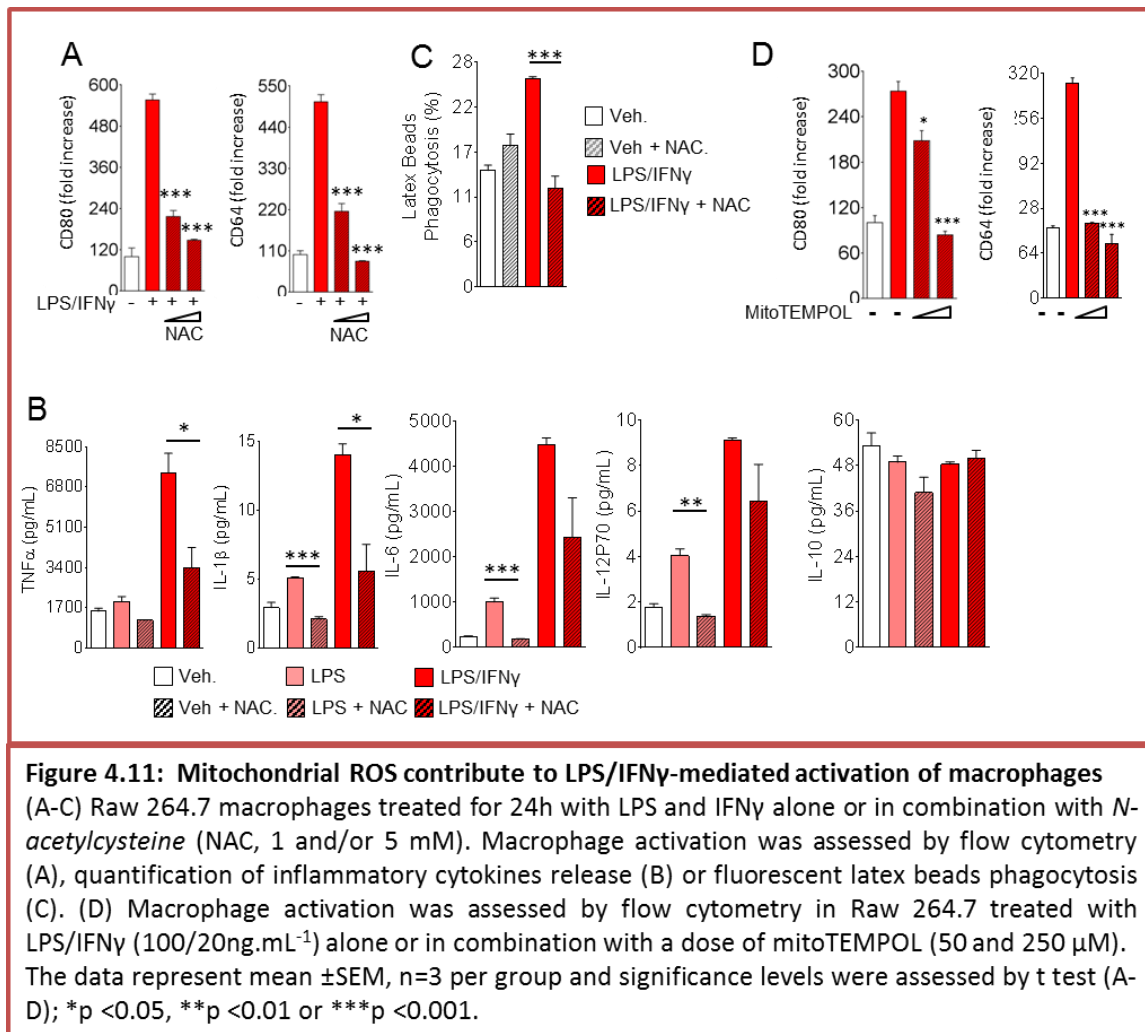 A
CD80 (fold increase)
600
480
360
240
120
0
***
***
LPS/IFNγ
- + + +
NAC
CD64 (fold increase)
550
440
330
220
110
0
***
***
+ + +
NAC
C
Latex Beads
Phagocytosis (%)
28
22
17
11
6
0
***
Veh.
Veh + NAC.
LPS/IFNγ
LPS/IFNγ + NAC
D
CD80 (fold increase)
300
240
180
100
60
0
*
***
MitoTEMPOL
- -
CD64 (fold increase)
320
256
92
28
64
0
***
***
- -
B
TNFα (pg/mL)
8500
6800
5100
3400
1700
0
*
IL-1β (pg/mL)
15
10
5
0
***
*
IL-6 (pg/mL)
5000
4000
3000
2000
1000
0
***
IL-12P70 (pg/mL)
10
8
6
4
2
0
**
IL-10 (pg/mL)
60
48
36
24
12
0
Veh.
LPS
LPS/IFNγ
Veh + NAC.
LPS + NAC
LPS/IFNγ + NAC
Figure 4.11: Mitochondrial ROS contribute to LPS/IFNγ-mediated activation of macrophages
(A-C) Raw 264.7 macrophages treated for 24h with LPS and IFNγ alone or in combination with N-
acetylcysteine (NAC, 1 and/or 5 mM). Macrophage activation was assessed by flow cytometry
(A), quantification of inflammatory cytokines release (B) or fluorescent latex beads phagocytosis
(C). (D) Macrophage activation was assessed by flow cytometry in Raw 264.7 treated with
LPS/IFNγ (100/20ng.mL-1) alone or in combination with a dose of mitoTEMPOL (50 and 250 μM).
The data represent mean ±SEM, n=3 per group and significance levels were assessed by t test (A-
D); *p <0.05, **p <0.01 or ***p <0.001.